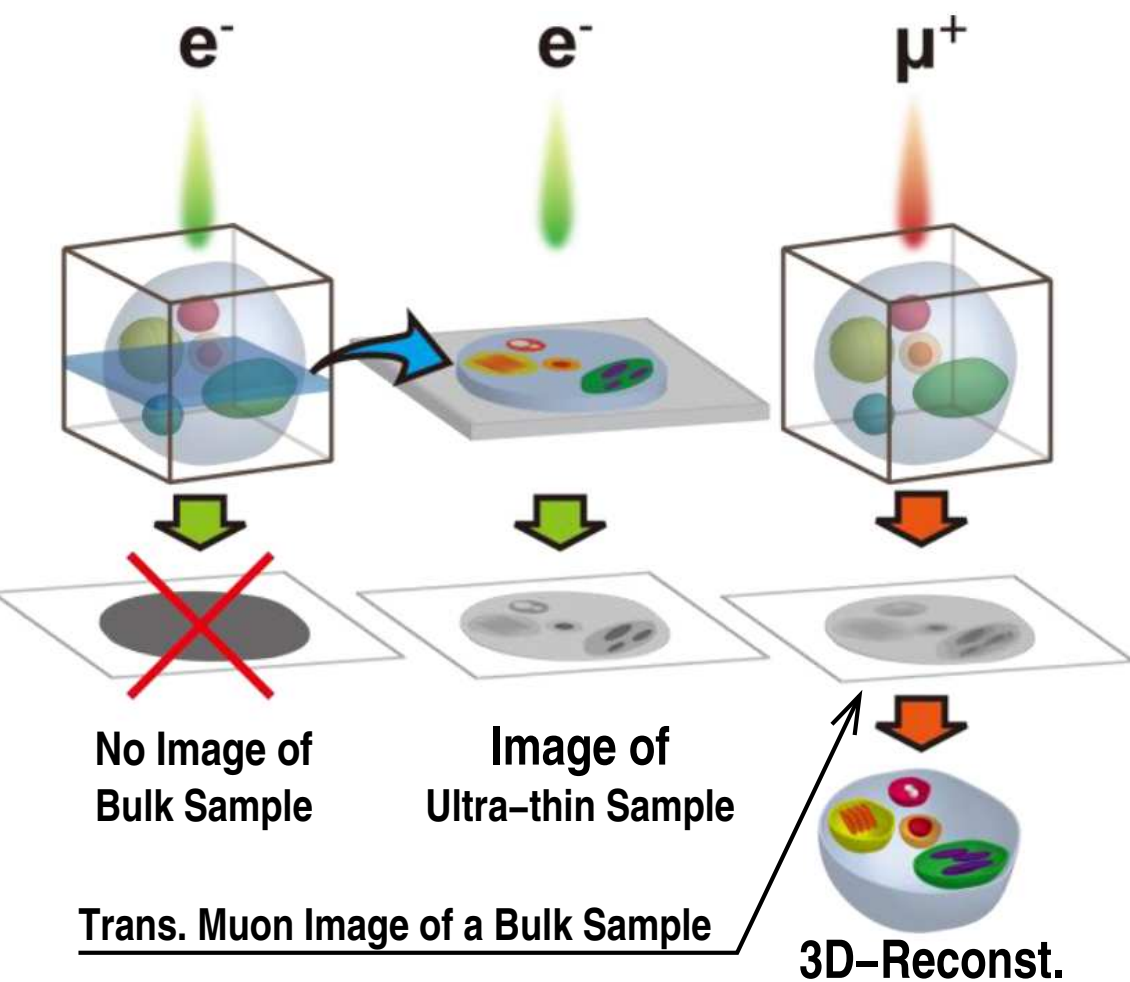 e-
e-
μ+
No Image of
Bulk Sample
Image of
Ultra-thin Sample
Trans. Muon Image of a Bulk Sample
3D-Reconst.